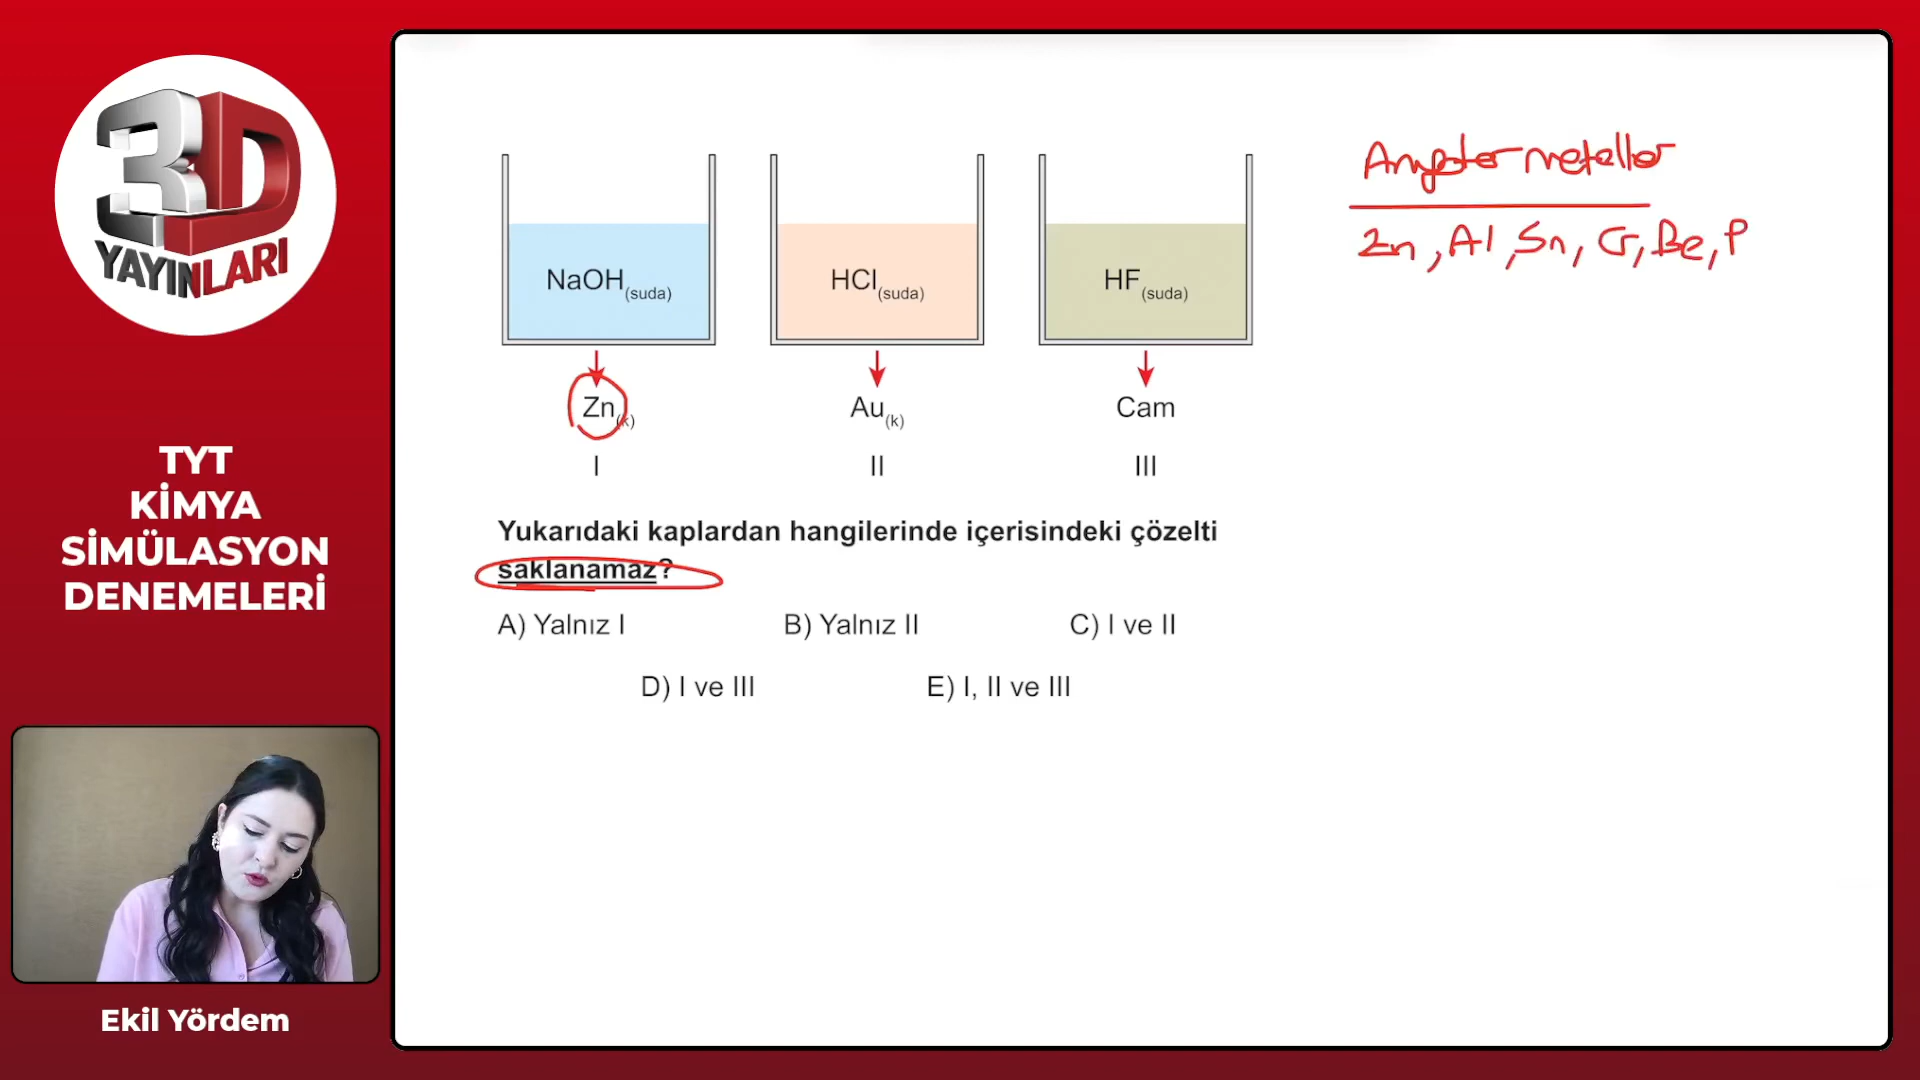 3D
YAYINLARI
TYT
KİMYA
SİMÜLASYON
DENEMELERİ
Ekil Yördem
NaOH(suda) HCl(suda) HF(suda)
Zn(k) Au(k) Cam
I II III
Yukarıdaki kaplardan hangilerinde içerisindeki çözelti
saklanamaz?
A) Yalnız I B) Yalnız II C) I ve II
D) I ve III E) I, II ve III
Amfoter metaller
Zn, Al, Sn, Cr, Be, P